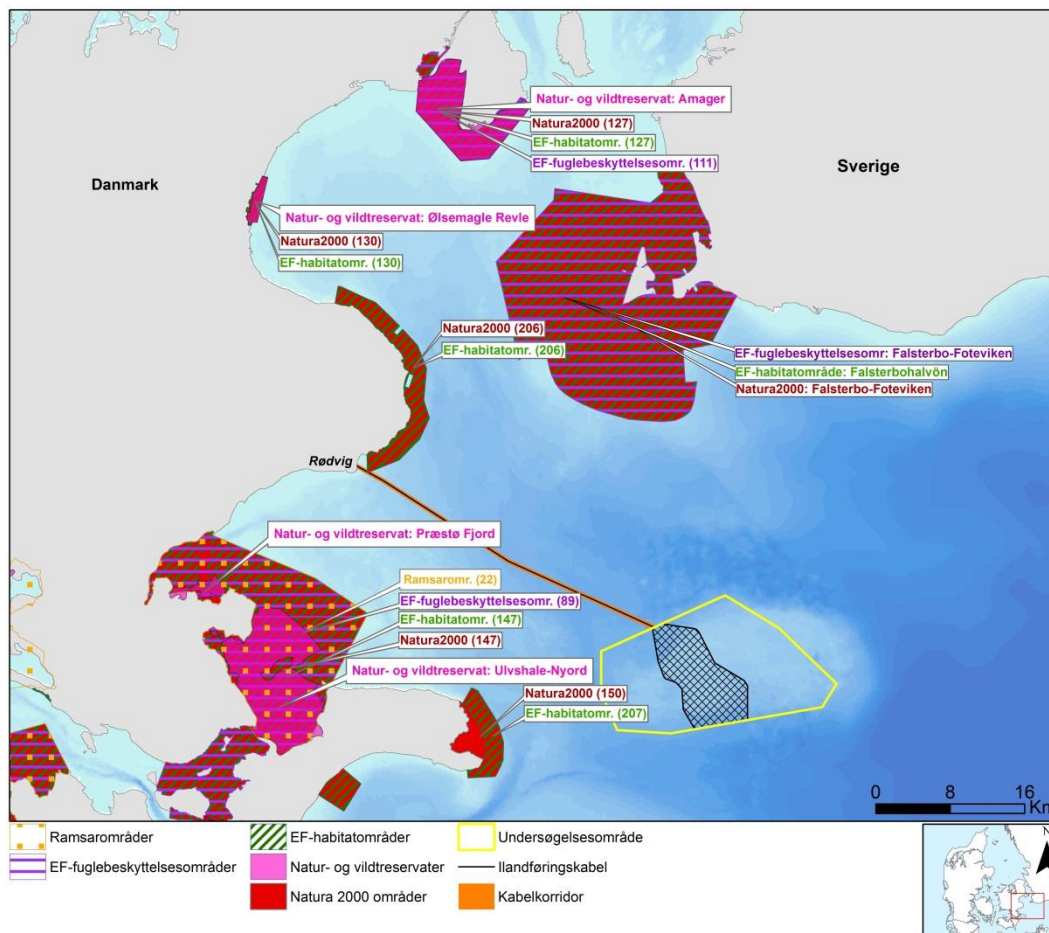 Natur- og vildtreservat: Amager
Natura2000 (127)
EF-habitatomr. (127)
EF-fuglebeskyttelsesomr. (111)
Danmark
Sverige
Natur- og vildtreservat: Ølsemagle Revle
Natura2000 (130)
EF-habitatomr. (130)
Natura2000 (206)
EF-habitatomr. (206)
EF-fuglebeskyttelsesomr: Falsterbo-Foteviken
EF-habitatområde: Falsterbohalvön
Natura2000: Falsterbo-Foteviken
Rødvig
Natur- og vildtreservat: Præstø Fjord
Ramsaromr. (22)
EF-fuglebeskyttelsesomr. (89)
EF-habitatomr. (147)
Natura2000 (147)
Natur- og vildtreservat: Ulvshale-Nyord
Natura2000 (150)
EF-habitatomr. (207)
0 8 16
Km
Ramsarområder
EF-fuglebeskyttelsesområder
EF-habitatområder
Natur- og vildtreservater
Natura 2000 områder
Undersøgelsesområde
Ilandføringskabel
Kabelkorridor
N